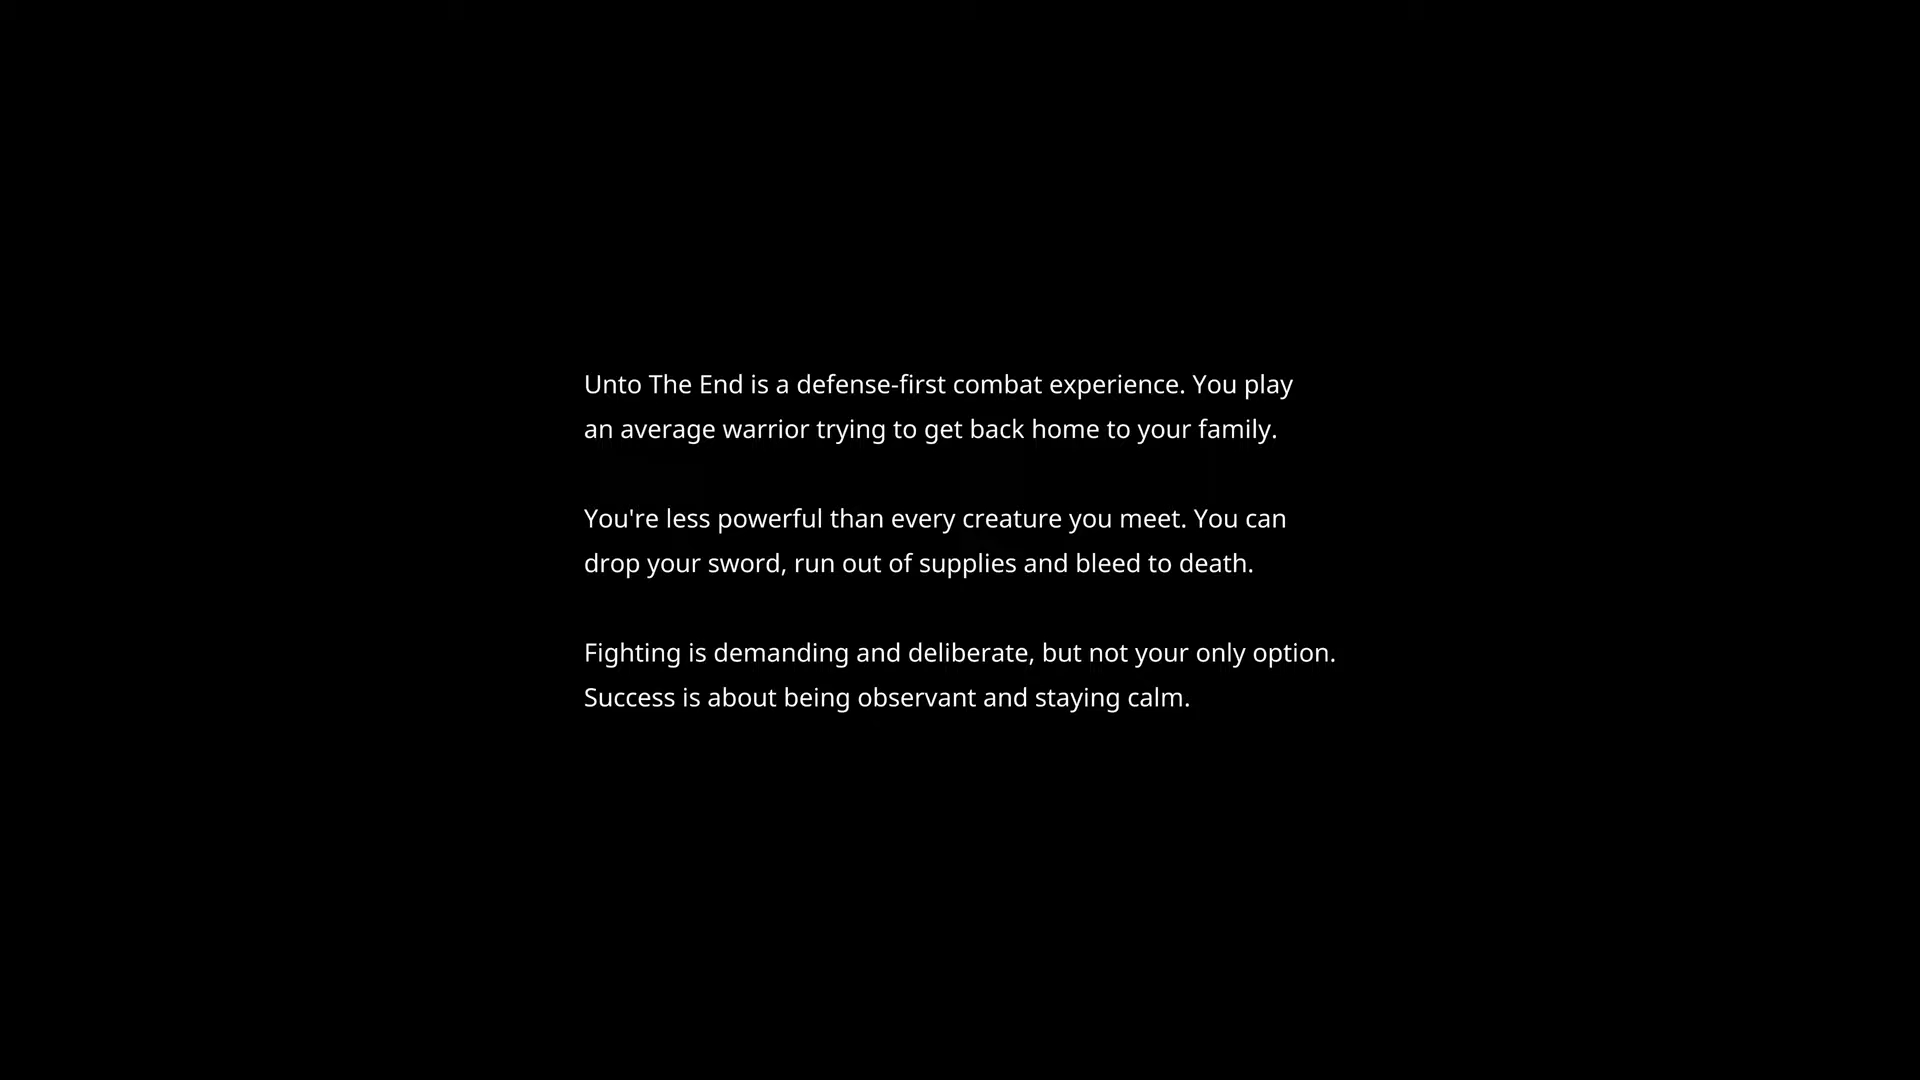 Unto The End is a defense-first combat experience. You play
an average warrior trying to get back home to your family.
You're less powerful than every creature you meet. You can
drop your sword, run out of supplies and bleed to death.
Fighting is demanding and deliberate, but not your only option.
Success is about being observant and staying calm.